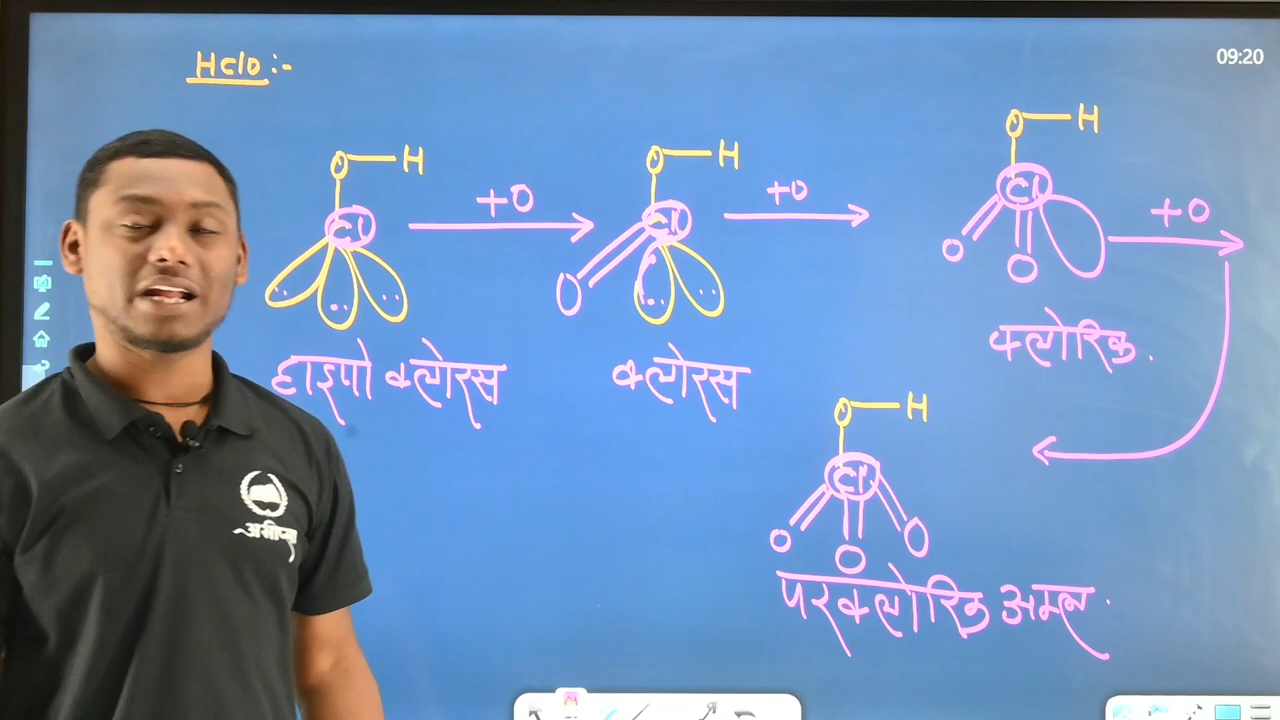 HClO :-
09:20
O—H
Cl
हाइपो क्लोरस
+O
O—H
Cl
O
क्लोरस
+O
O—H
Cl
O
O
क्लोरिक.
+O
O—H
Cl
O
O
O
परक्लोरिक अम्ल.